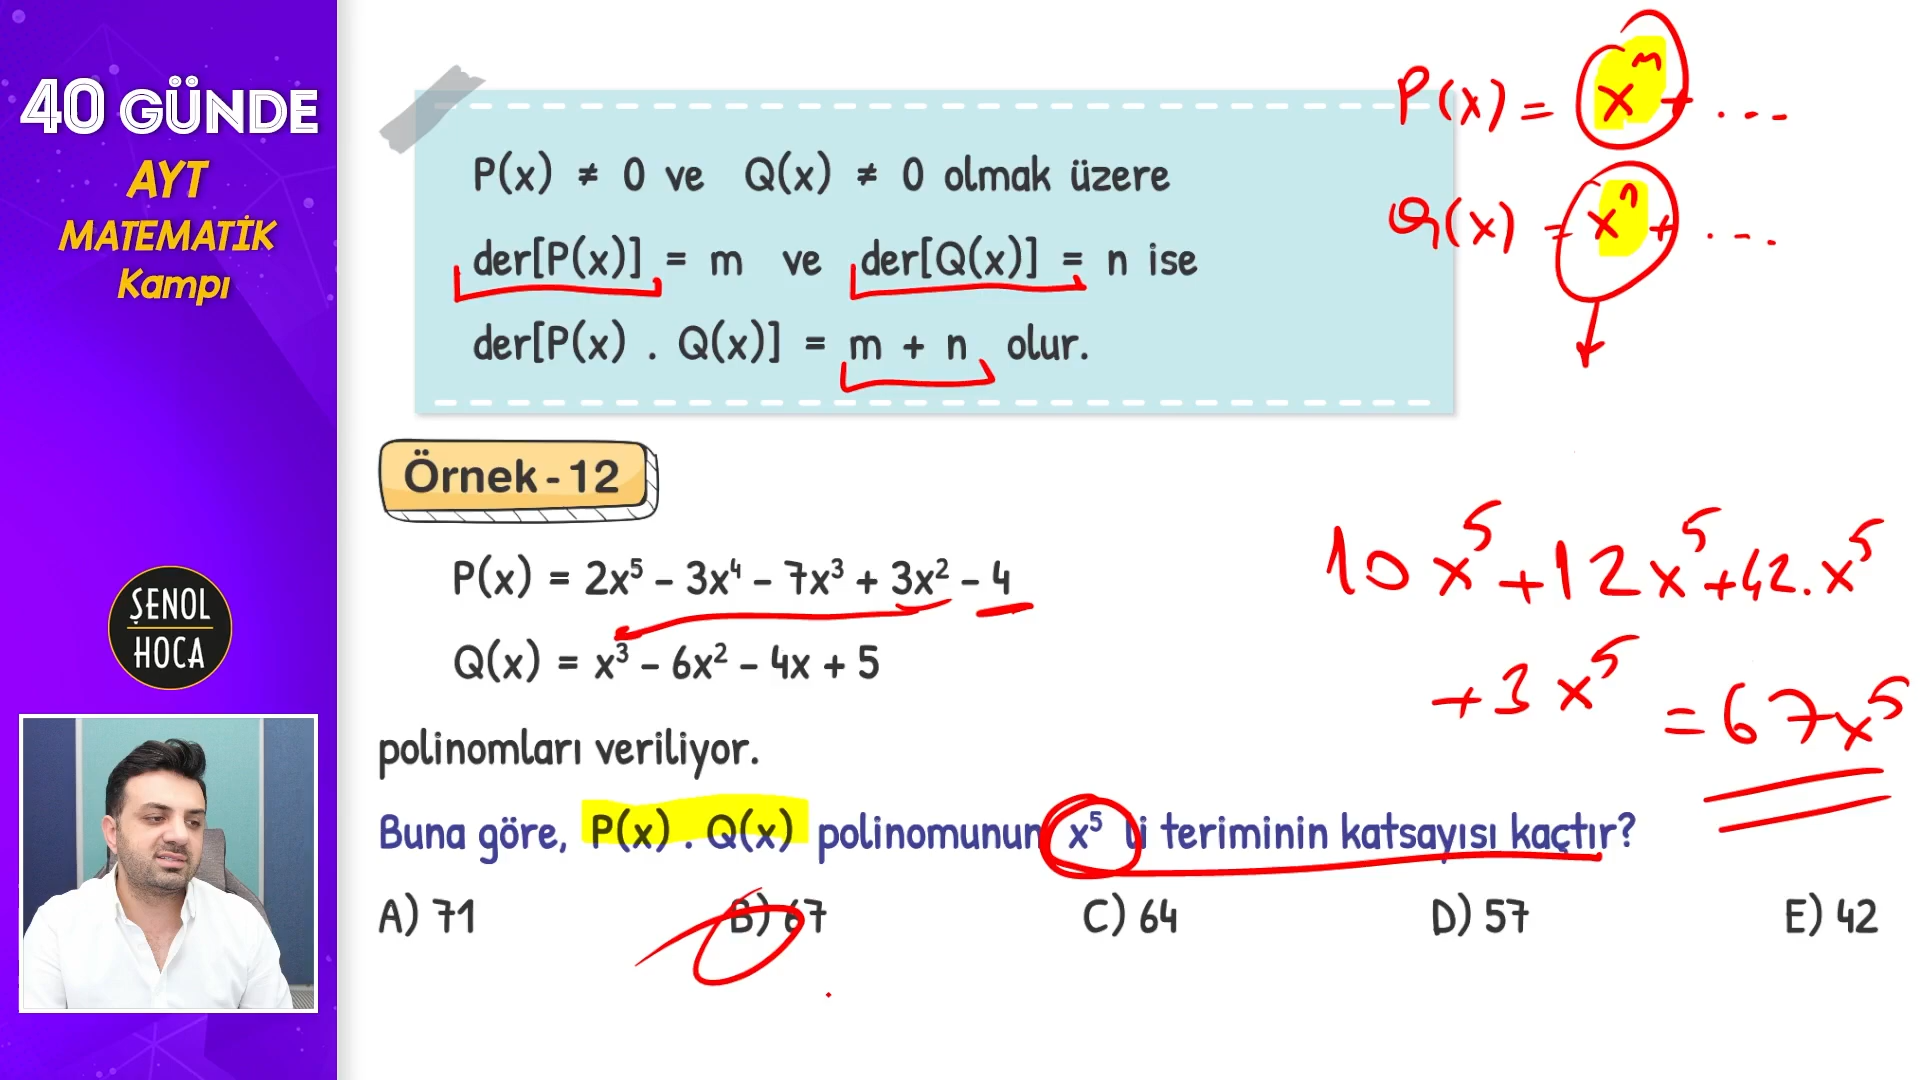 40 GÜNDE
AYT
MATEMATİK
Kampı
ŞENOL
HOCA
P(x) ≠ 0 ve Q(x) ≠ 0 olmak üzere
der[P(x)] = m ve der[Q(x)] = n ise
der[P(x) . Q(x)] = m + n olur.
P(x) = xᵐ + ...
Q(x) = xⁿ + ...
Örnek - 12
P(x) = 2x⁵ – 3x⁴ – 7x³ + 3x² – 4
Q(x) = x³ – 6x² – 4x + 5
10x⁵ + 12x⁵ + 42.x⁵
+ 3x⁵ = 67x⁵
polinomları veriliyor.
Buna göre, P(x) . Q(x) polinomunun x⁵ li teriminin katsayısı kaçtır?
A) 71 B) 67 C) 64 D) 57 E) 42